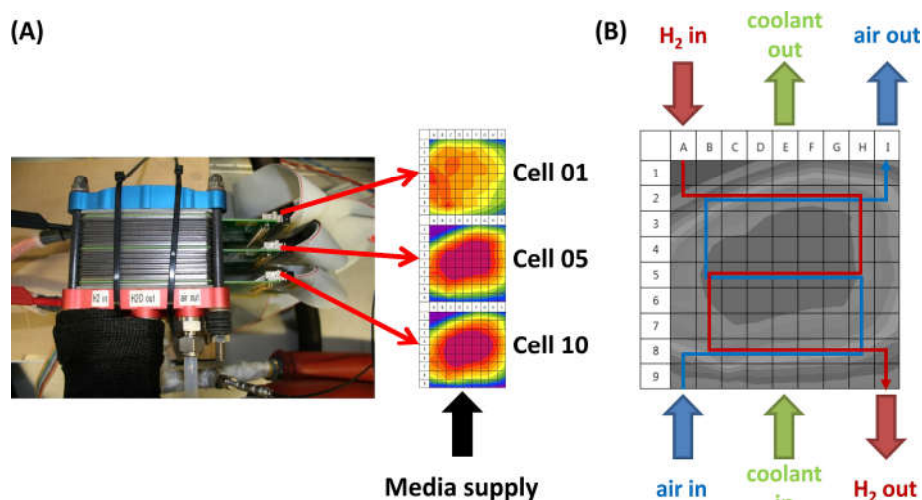 (A)
Cell 01
Cell 05
Cell 10
H2 in
H2O out
air out
Media supply
(B)
H₂ in
coolant
out
air out
A B C D E F G H I
1
2
3
4
5
6
7
8
9
air in
coolant
in
H₂ out